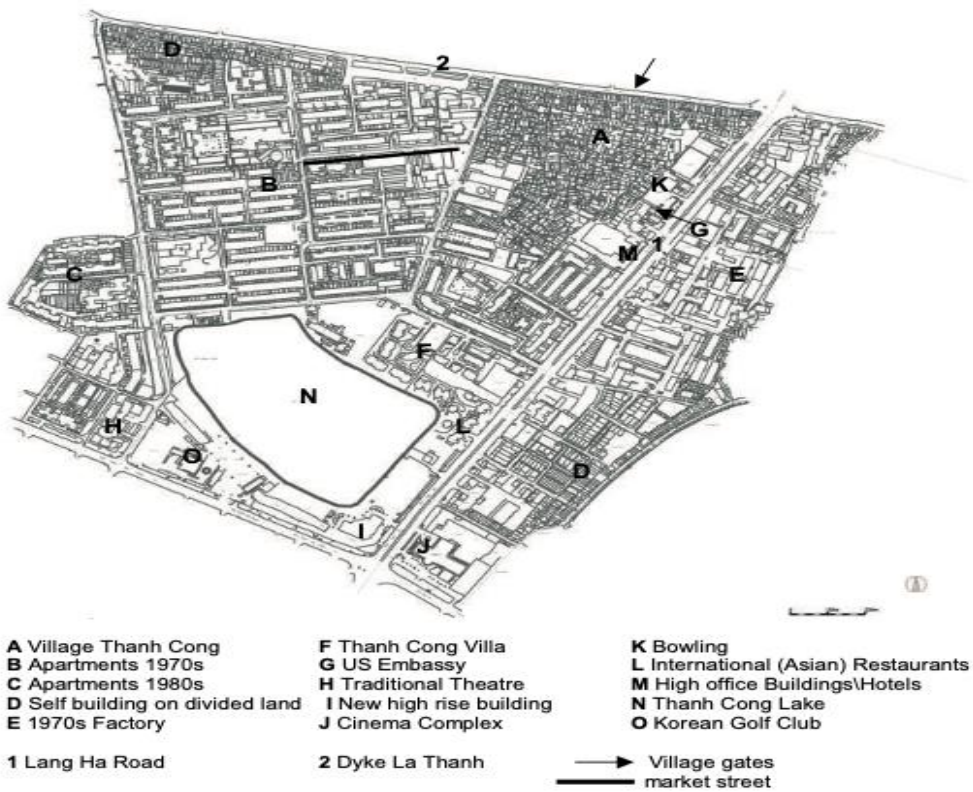 D
2
A
B
K
G
M
1
C
E
F
N
L
H
O
D
I
J
A Village Thanh Cong
B Apartments 1970s
C Apartments 1980s
D Self building on divided land
E 1970s Factory
F Thanh Cong Villa
G US Embassy
H Traditional Theatre
I New high rise building
J Cinema Complex
K Bowling
L International (Asian) Restaurants
M High office Buildings\Hotels
N Thanh Cong Lake
O Korean Golf Club
1 Lang Ha Road
2 Dyke La Thanh
Village gates
market street